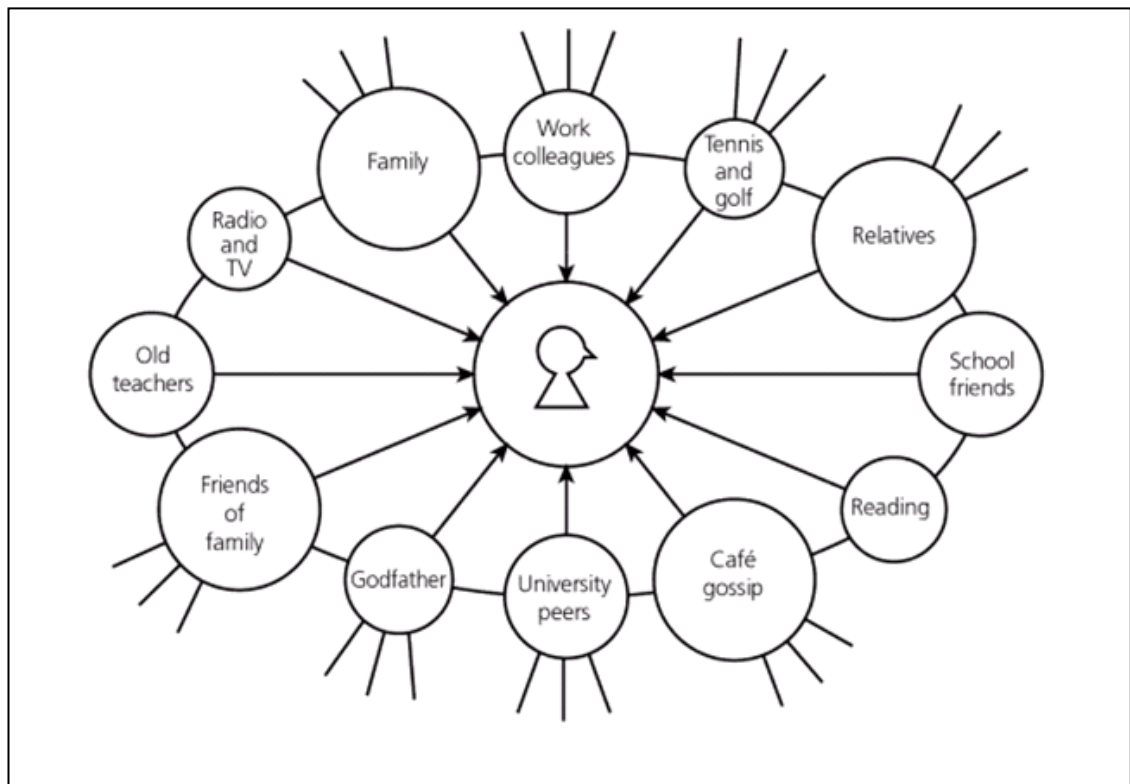 Family
Work
colleagues
Tennis
and
golf
Relatives
Radio
and
TV
Old
teachers
School
friends
Friends
of
family
Reading
Godfather
University
peers
Café
gossip